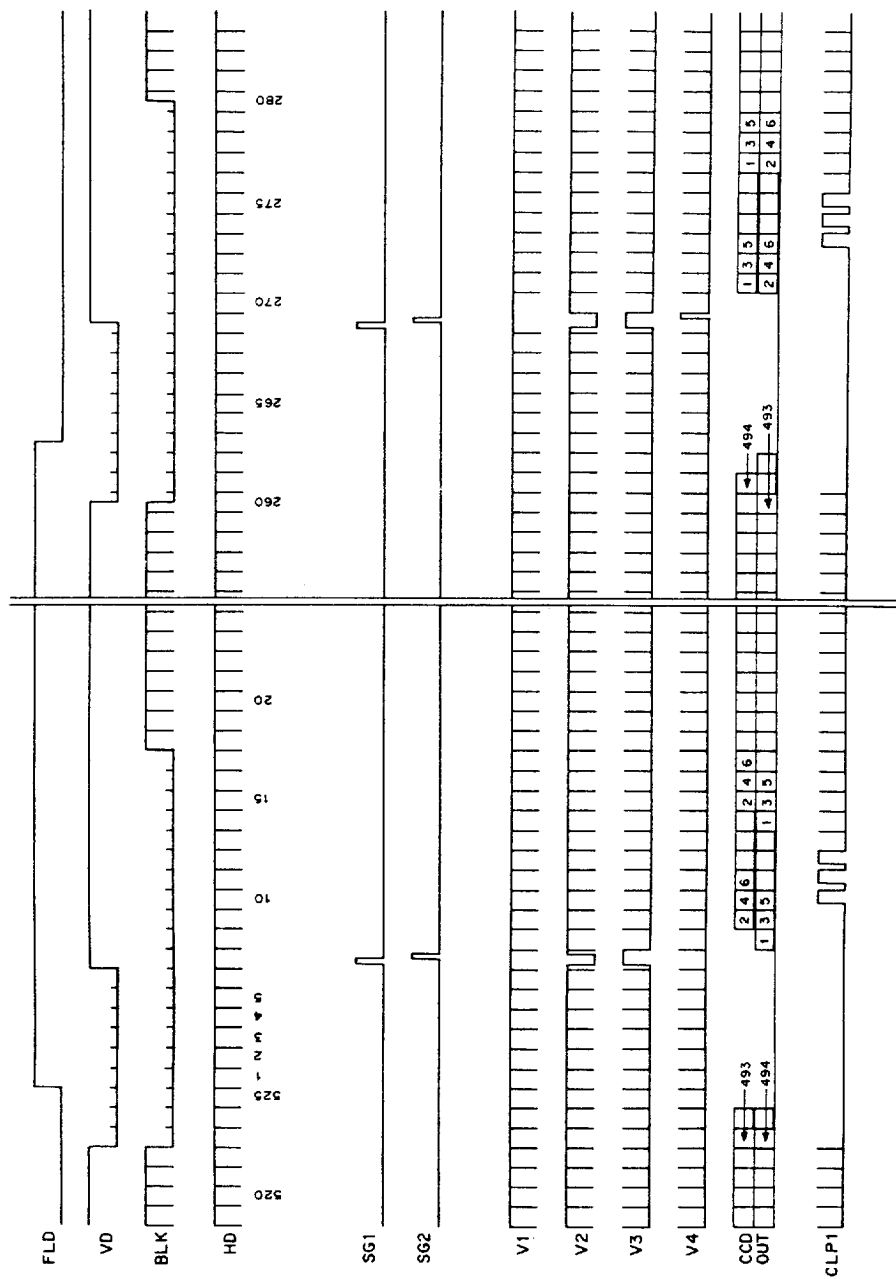 FLD
VD
BLK
HD
520 525 1 2 3 4 5 10 15 20 260 265 270 275 280
SG1
SG2
V1
V2
V3
V4
CCD 493 2 4 6 2 4 6 494 1 3 5 1 3 5
OUT 494 1 3 5 1 3 5 493 2 4 6 2 4 6
CLP1